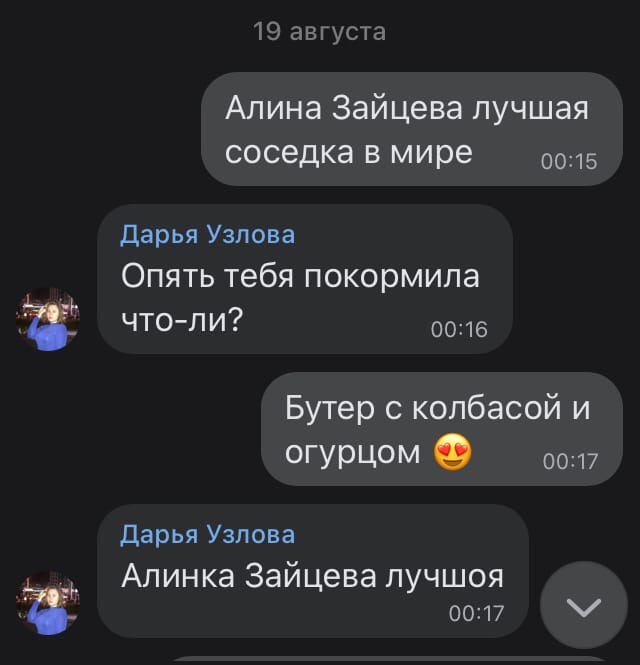 19 августа
Алина Зайцева лучшая
соседка в мире
00:15
Дарья Узлова
Опять тебя покормила
что-ли?
00:16
Бутер с колбасой и
огурцом 😍
00:17
Дарья Узлова
Алинка Зайцева лучшоя
00:17